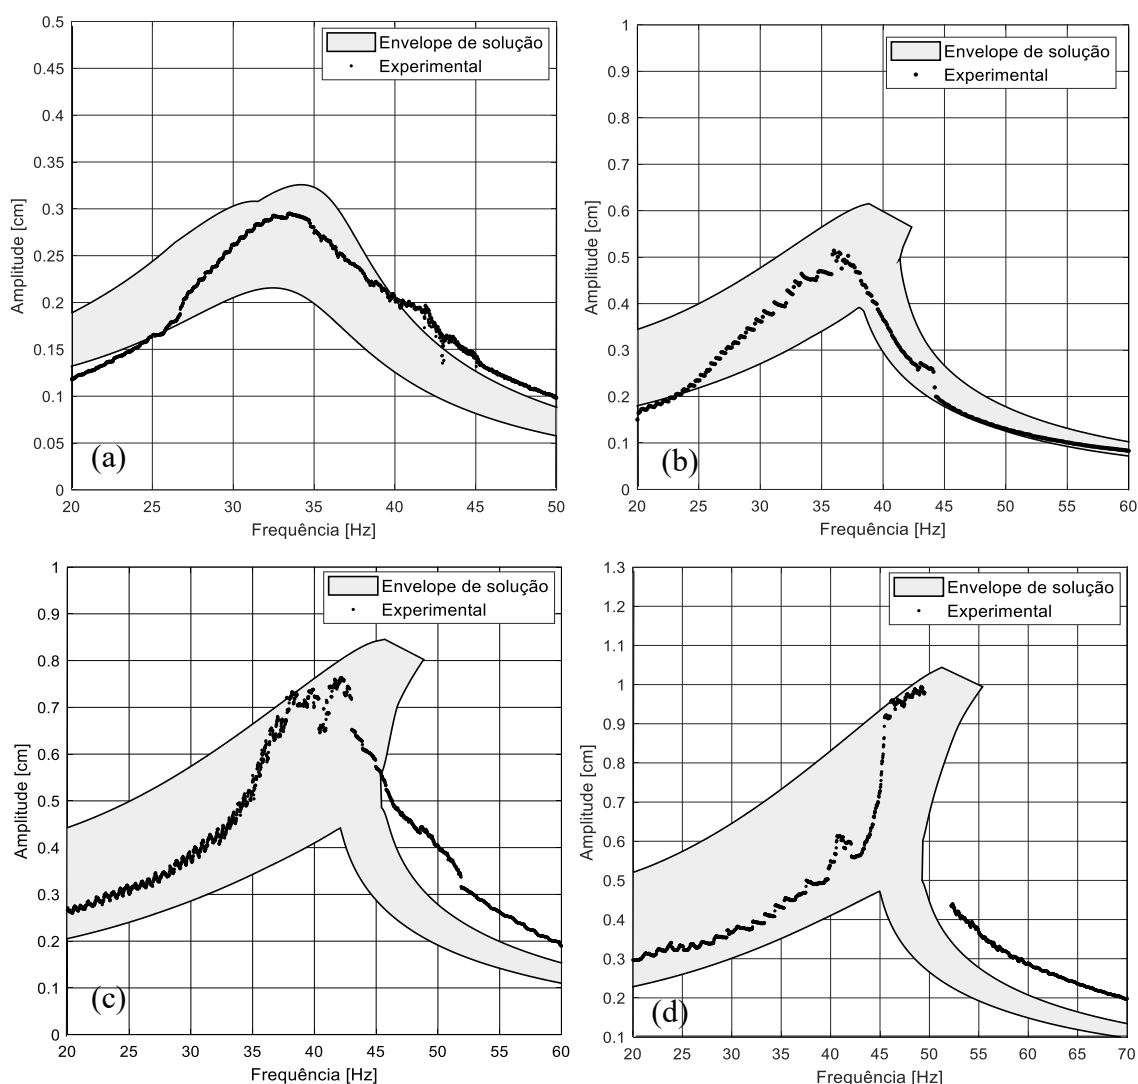 0.5
0.45
0.4
0.35
0.3
0.25
0.2
0.15
0.1
0.05
0
Amplitude [cm]
Envelope de solução
Experimental
(a)
20 25 30 35 40 45 50
Frequência [Hz]
1
0.9
0.8
0.7
0.6
0.5
0.4
0.3
0.2
0.1
0
Amplitude [cm]
Envelope de solução
Experimental
(b)
20 25 30 35 40 45 50 55 60
Frequência [Hz]
1
0.9
0.8
0.7
0.6
0.5
0.4
0.3
0.2
0.1
0
Amplitude [cm]
Envelope de solução
Experimental
(c)
20 25 30 35 40 45 50 55 60
Frequência [Hz]
1.3
1.2
1.1
1
0.9
0.8
0.7
0.6
0.5
0.4
0.3
0.2
0.1
Amplitude [cm]
Envelope de solução
Experimental
(d)
20 25 30 35 40 45 50 55 60 65 70
Frequência [Hz]